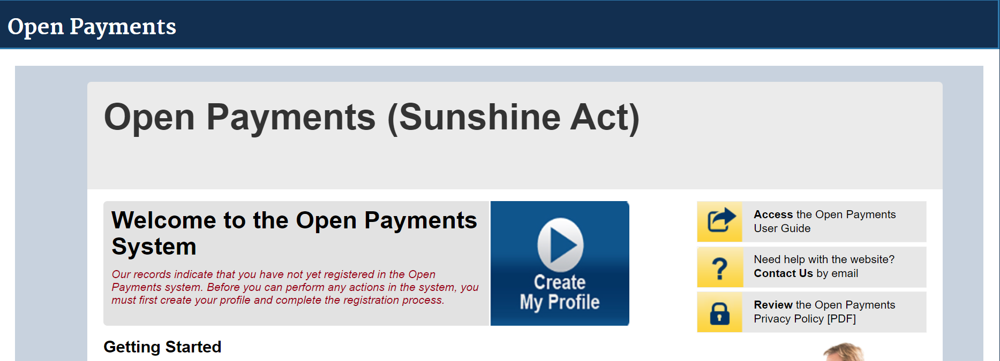 Open Payments
Open Payments (Sunshine Act)
Welcome to the Open Payments
System
Our records indicate that you have not yet registered in the Open
Payments system. Before you can perform any actions in the system, you
must first create your profile and complete the registration process.
Create
My Profile
Access the Open Payments
User Guide
Need help with the website?
Contact Us by email
Review the Open Payments
Privacy Policy [PDF]
Getting Started